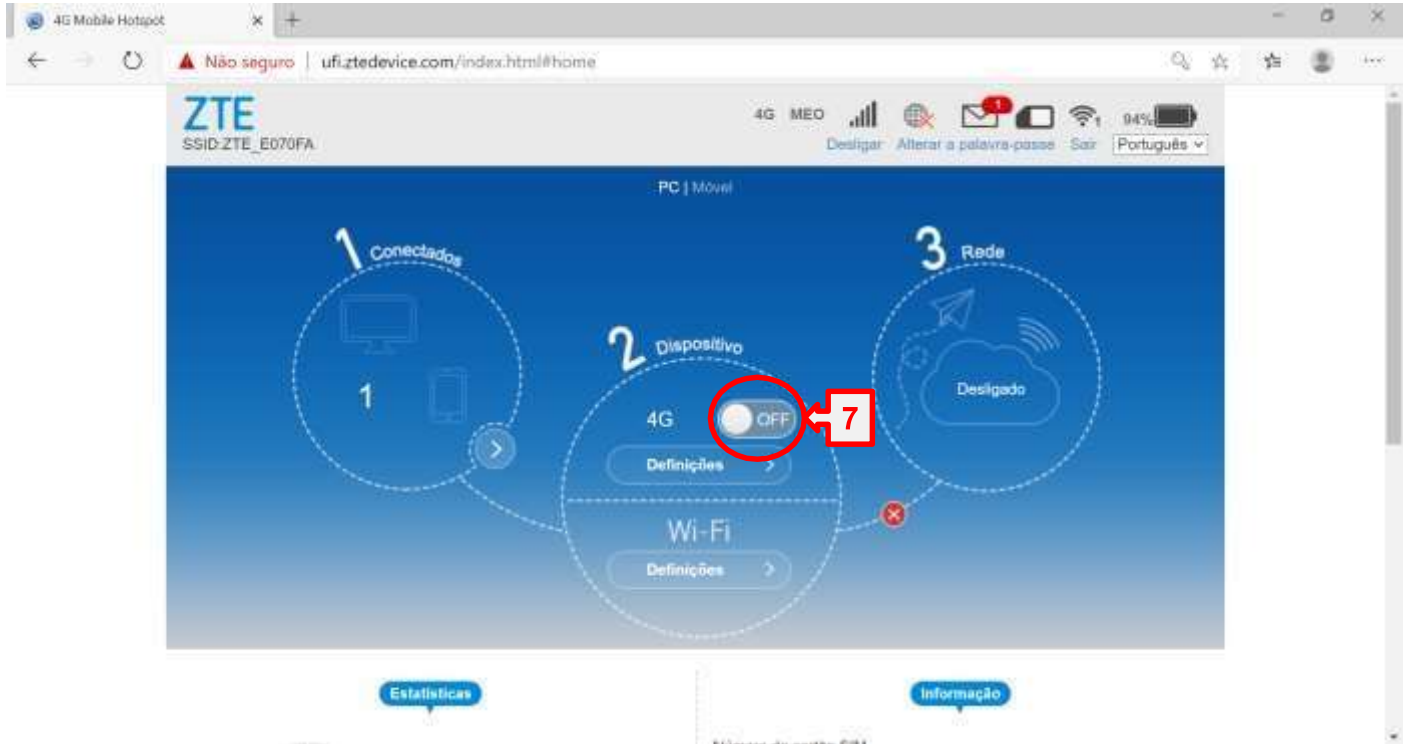 4G Mobile Hotspot
Não seguro | ufi.ztedevice.com/index.html#home
ZTE
SSID:ZTE_E070FA
4G MEO 1 1 94%
Desligar Alterar a palavra-passe Sair Português
PC | Móvel
1 Conectados
3 Rede
2 Dispositivo
1
Desligado
4G OFF 7
Definições
Wi-Fi
Definições
Estatísticas
Informação